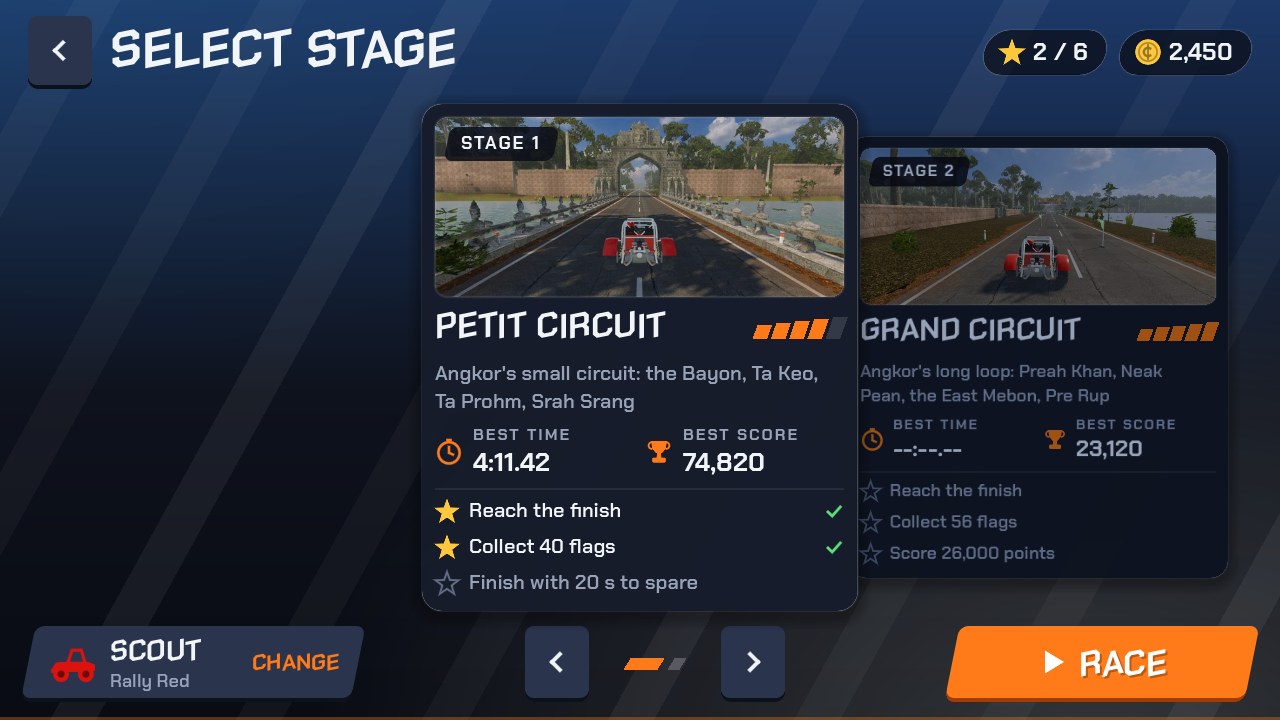 SELECT STAGE
2 / 6
2,450
STAGE 1
PETIT CIRCUIT
Angkor's small circuit: the Bayon, Ta Keo,
Ta Prohm, Srah Srang
BEST TIME
4:11.42
BEST SCORE
74,820
Reach the finish
Collect 40 flags
Finish with 20 s to spare
STAGE 2
GRAND CIRCUIT
Angkor's long loop: Preah Khan, Neak
Pean, the East Mebon, Pre Rup
BEST TIME
--:--.--
BEST SCORE
23,120
Reach the finish
Collect 56 flags
Score 26,000 points
SCOUT
Rally Red
CHANGE
RACE